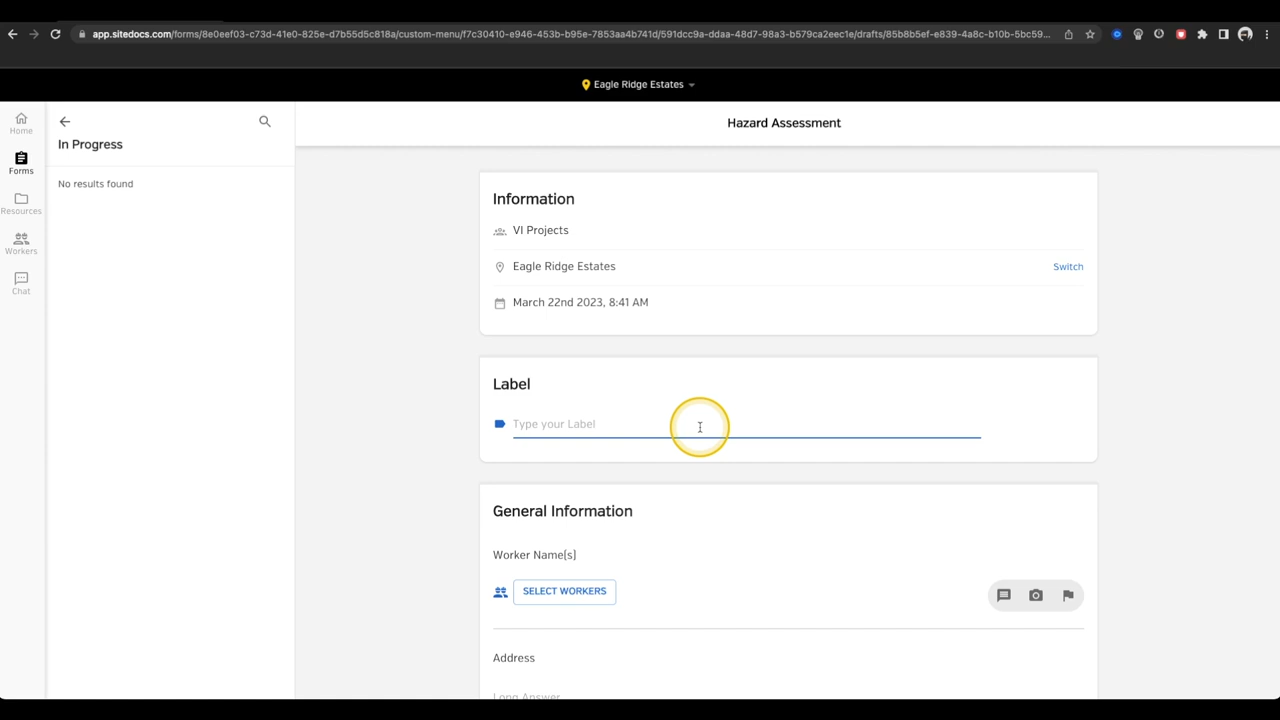 app.sitedocs.com/forms/8e0eef03-c73d-41e0-825e-d7b55d5c818a/custom-menu/f7c30410-e946-453b-b95e-7853aa4b741d/591dcc9a-ddaa-48d7-98a3-b579ca2eec1e/drafts/85b8b5ef-e839-4a8c-b10b-5bc59...
Eagle Ridge Estates
Home
Forms
Resources
Workers
Chat
In Progress
No results found
Hazard Assessment
Information
VI Projects
Eagle Ridge Estates
Switch
March 22nd 2023, 8:41 AM
Label
Type your Label
General Information
Worker Name(s)
SELECT WORKERS
Address
Long Answer